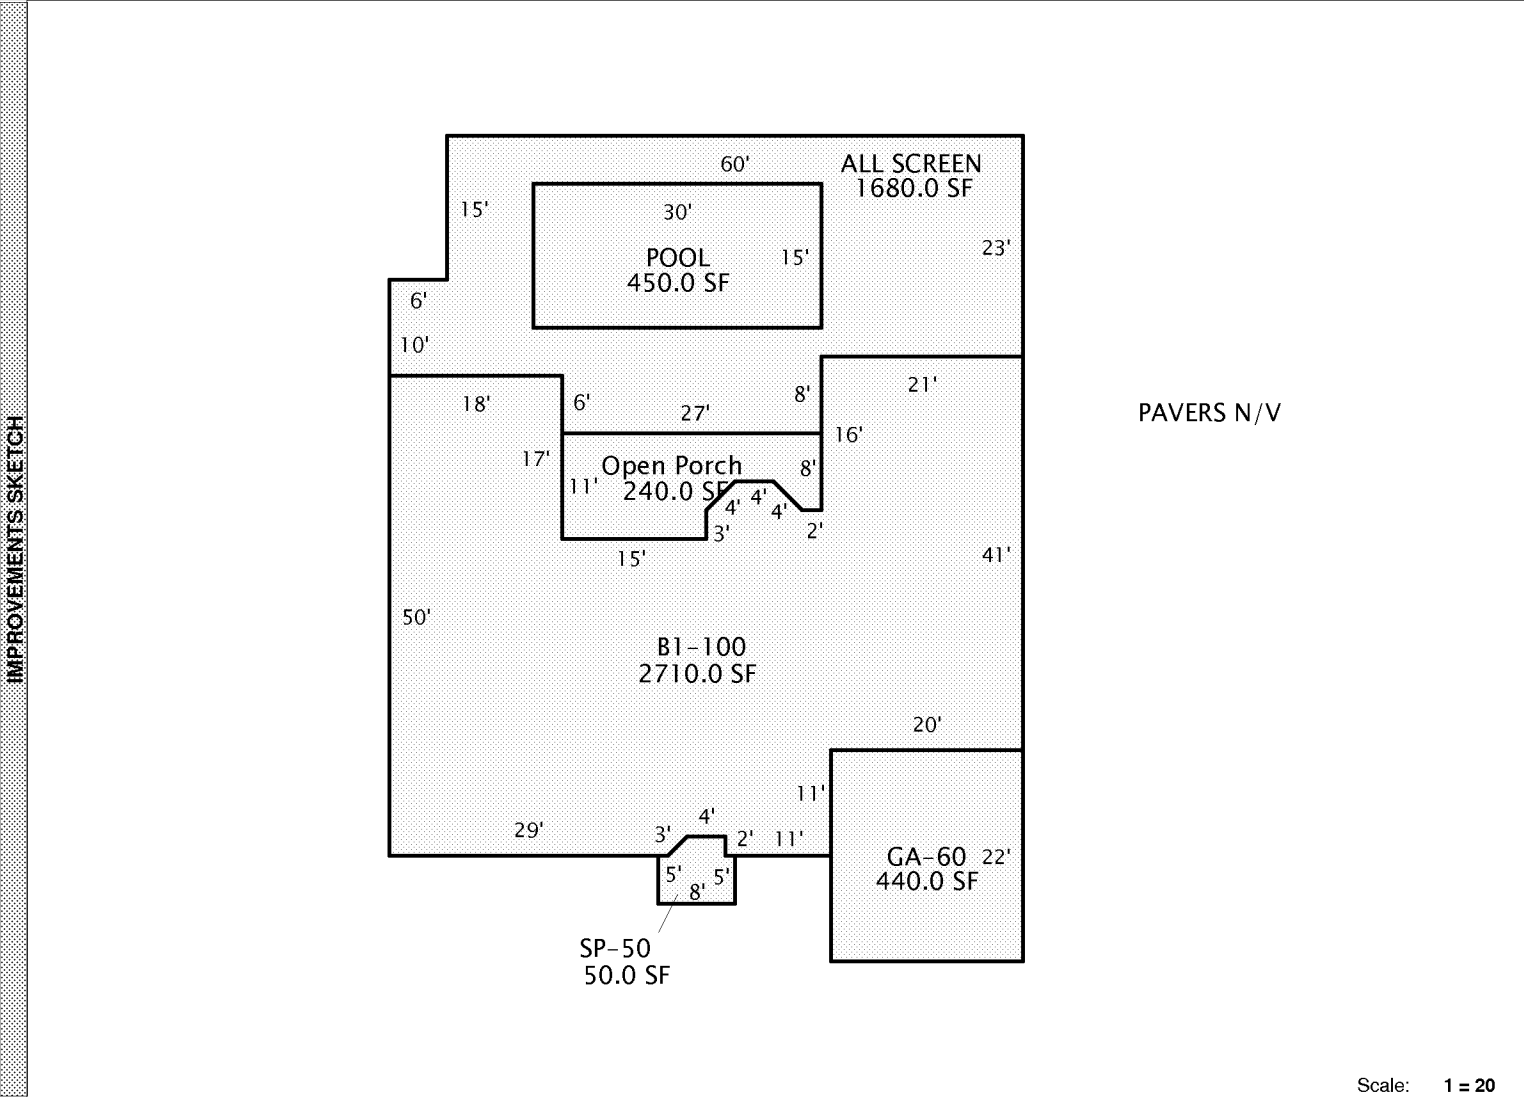 IMPROVEMENTS SKETCH
60'
ALL SCREEN
1680.0 SF
15'
30'
23'
POOL
15'
450.0 SF
6'
10'
18'
6'
27'
8'
21'
PAVERS N/V
16'
17'
Open Porch
8'
11'
240.0 SF
4'
4'
4'
3'
2'
15'
41'
50'
B1-100
2710.0 SF
20'
11'
29'
3'
4'
2'
11'
GA-60
22'
440.0 SF
5'
5'
8'
SP-50
50.0 SF
Scale: 1 = 20